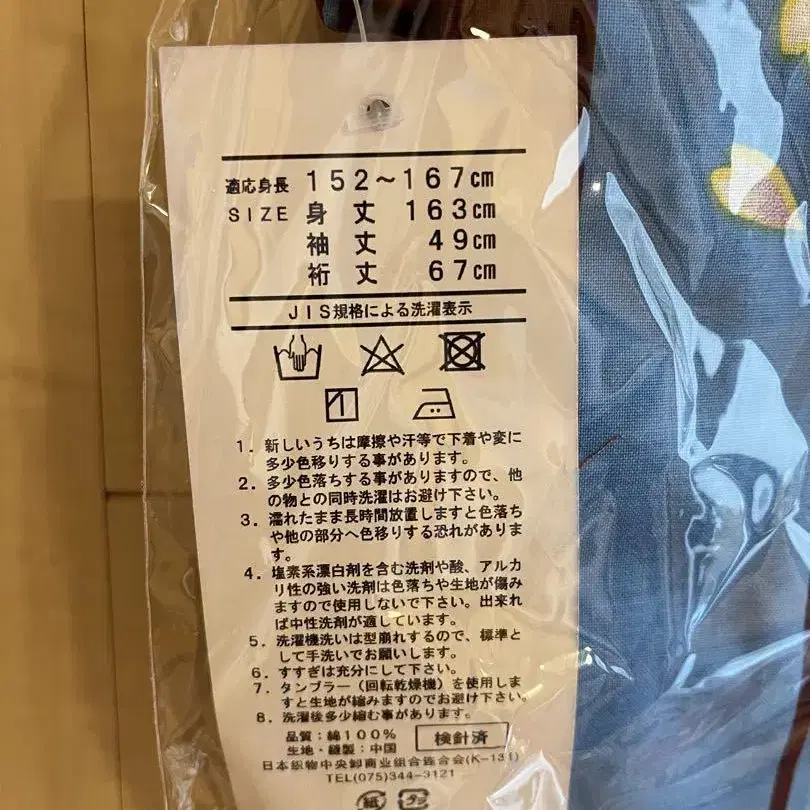 適応身長 152～167cm
SIZE 身丈 163cm
袖丈 49cm
裄丈 67cm
JIS規格による洗濯表示
1．新しいうちは摩擦や汗等で下着や変に
多少色移りする事があります。
2．多少色落ちする事がありますので、他
の物との同時洗濯はお避け下さい。
3．濡れたまま長時間放置しますと色落ち
や他の部分へ色移りする恐れがありま
す。
4．塩素系漂白剤を含む洗剤や酸、アルカ
リ性の強い洗剤は色落ちや生地が傷み
ますので使用しないで下さい。出来れ
ば中性洗剤が適しています。
5．洗濯機洗いは型崩れするので、標準と
して手洗いでお願いします。
6．すすぎは充分にして下さい。
7．タンブラー（回転乾燥機）を使用しま
すと生地が縮みますのでお避け下さい。
8．洗濯後多少縮む事があります。
品質：綿100％
生地・縫製：中国
検針済
日本織物中央卸商業組合連合会(K-131)
TEL(075)344-3121
紙 プラ